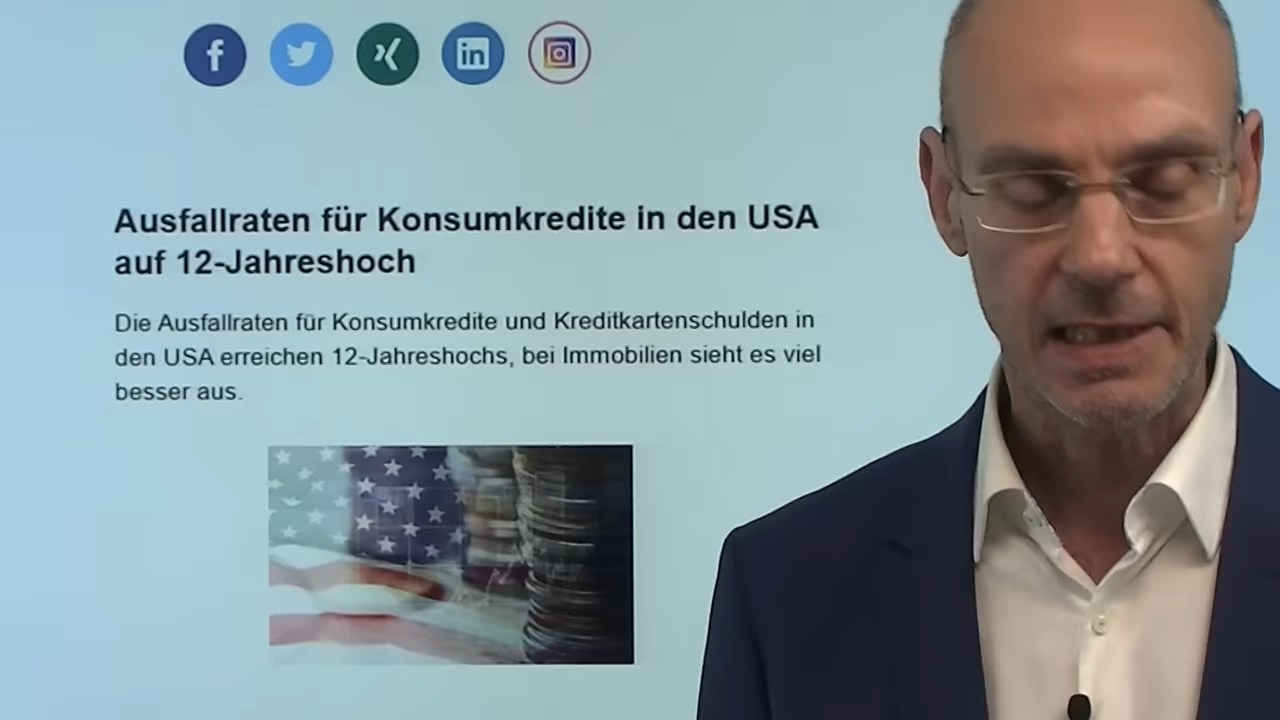 Ausfallraten für Konsumkredite in den USA
auf 12-Jahreshoch
Die Ausfallraten für Konsumkredite und Kreditkartenschulden in
den USA erreichen 12-Jahreshochs, bei Immobilien sieht es viel
besser aus.